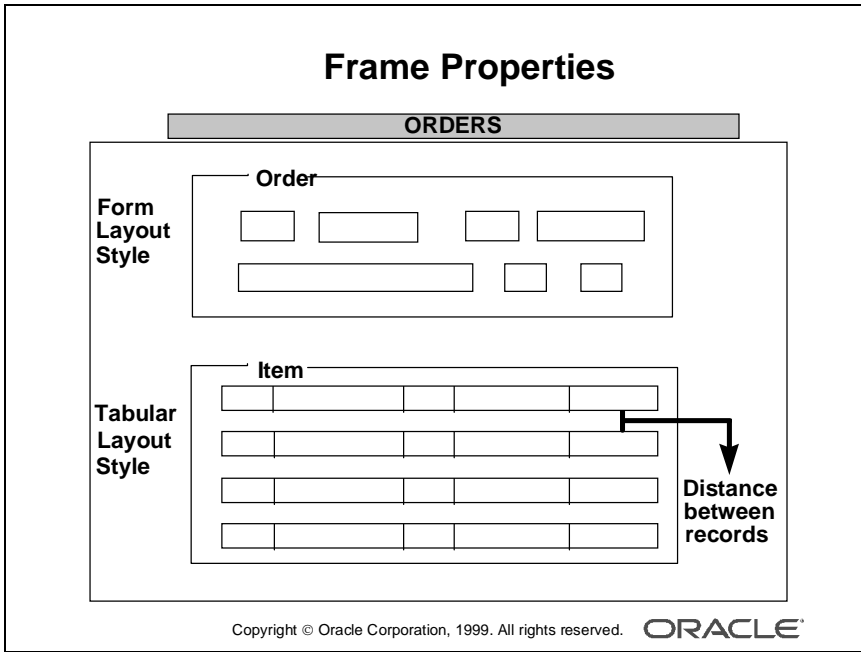 Frame Properties
ORDERS
Order
Form
Layout
Style
Item
Tabular
Layout
Style
Distance
between
records
Copyright © Oracle Corporation, 1999. All rights reserved.
ORACLE